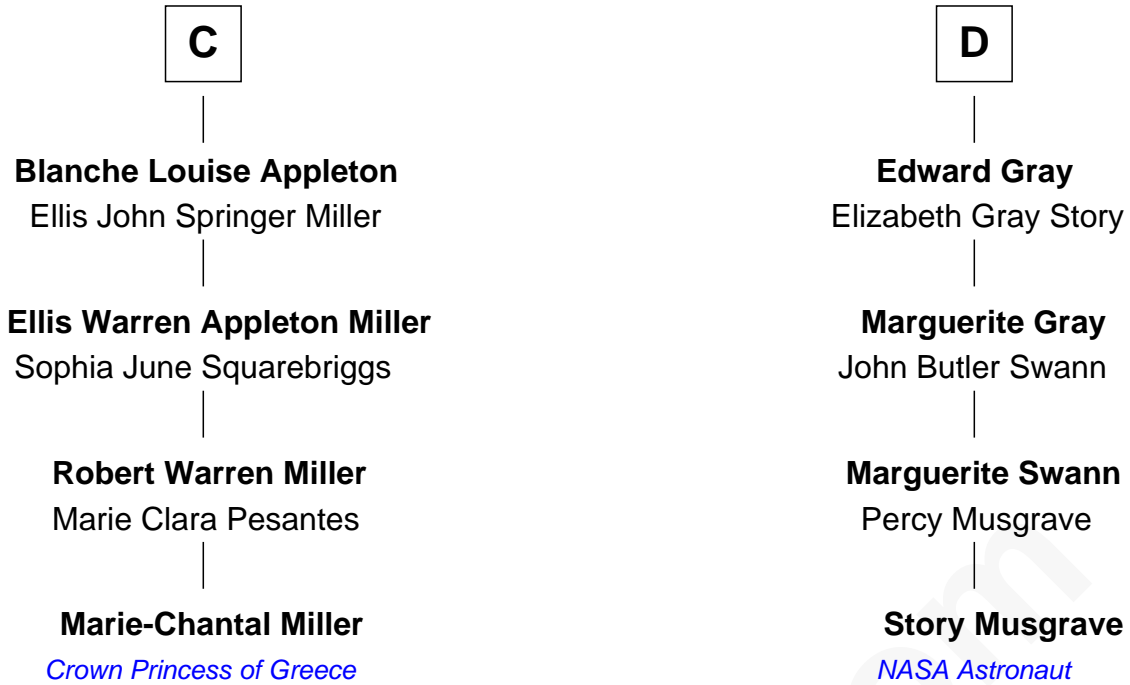 C
Blanche Louise Appleton
Ellis John Springer Miller
Ellis Warren Appleton Miller
Sophia June Squarebriggs
Robert Warren Miller
Marie Clara Pesantes
Marie-Chantal Miller
Crown Princess of Greece
D
Edward Gray
Elizabeth Gray Story
Marguerite Gray
John Butler Swann
Marguerite Swann
Percy Musgrave
Story Musgrave
NASA Astronaut
om